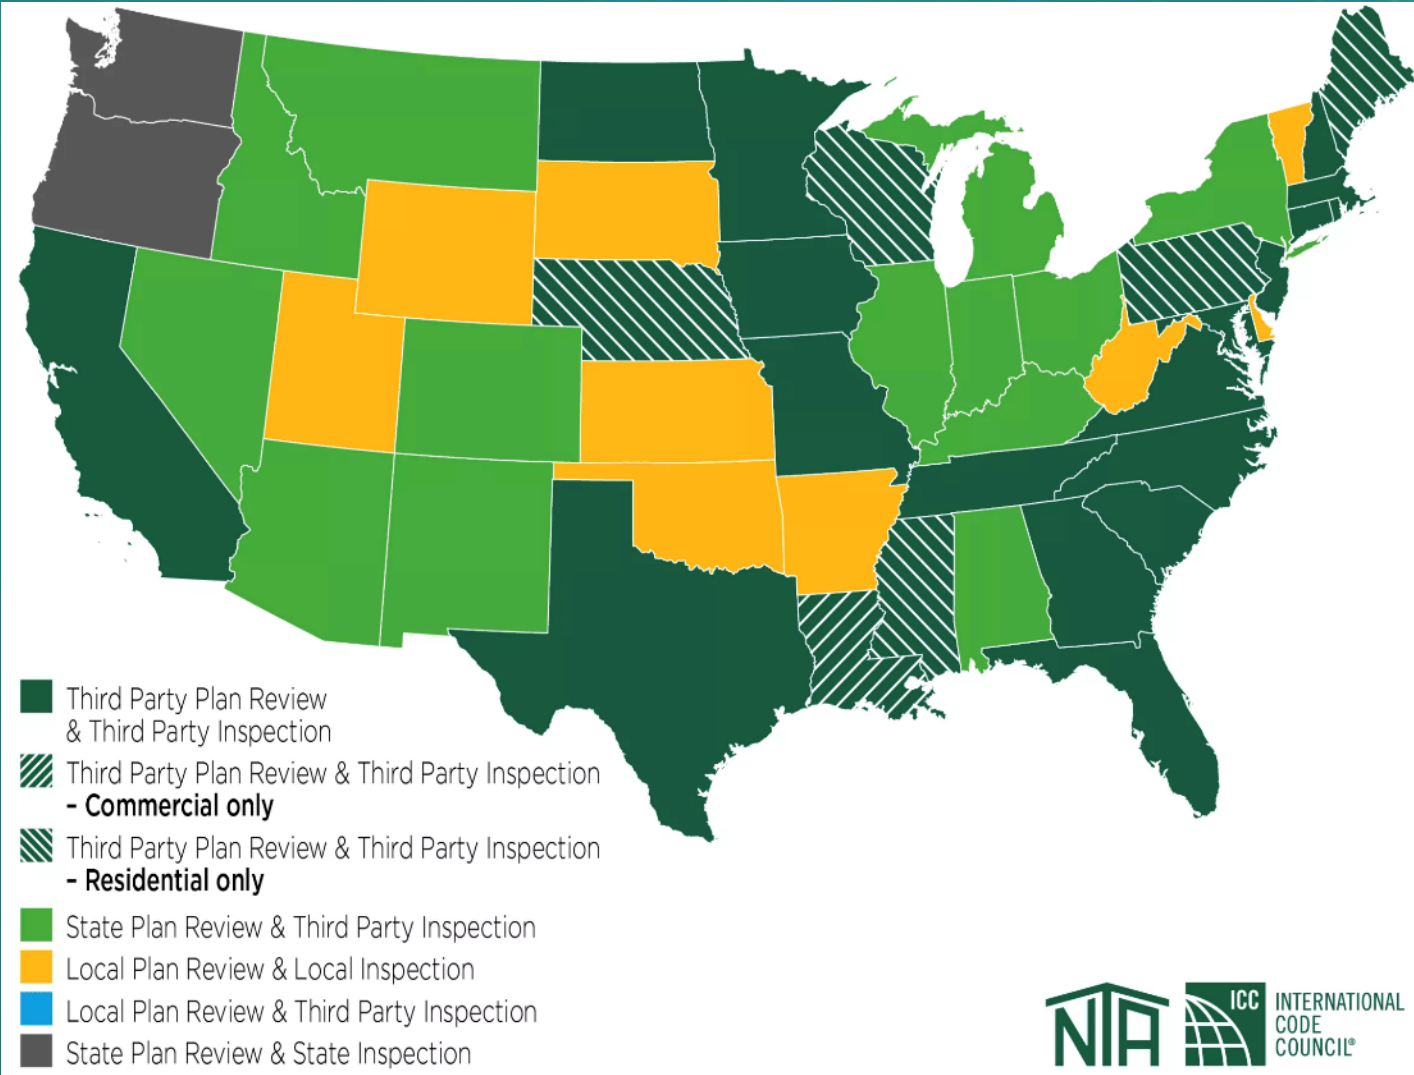 Third Party Plan Review
& Third Party Inspection
Third Party Plan Review & Third Party Inspection
– Commercial only
Third Party Plan Review & Third Party Inspection
– Residential only
State Plan Review & Third Party Inspection
Local Plan Review & Local Inspection
Local Plan Review & Third Party Inspection
State Plan Review & State Inspection
NTA
ICC
INTERNATIONAL
CODE
COUNCIL®